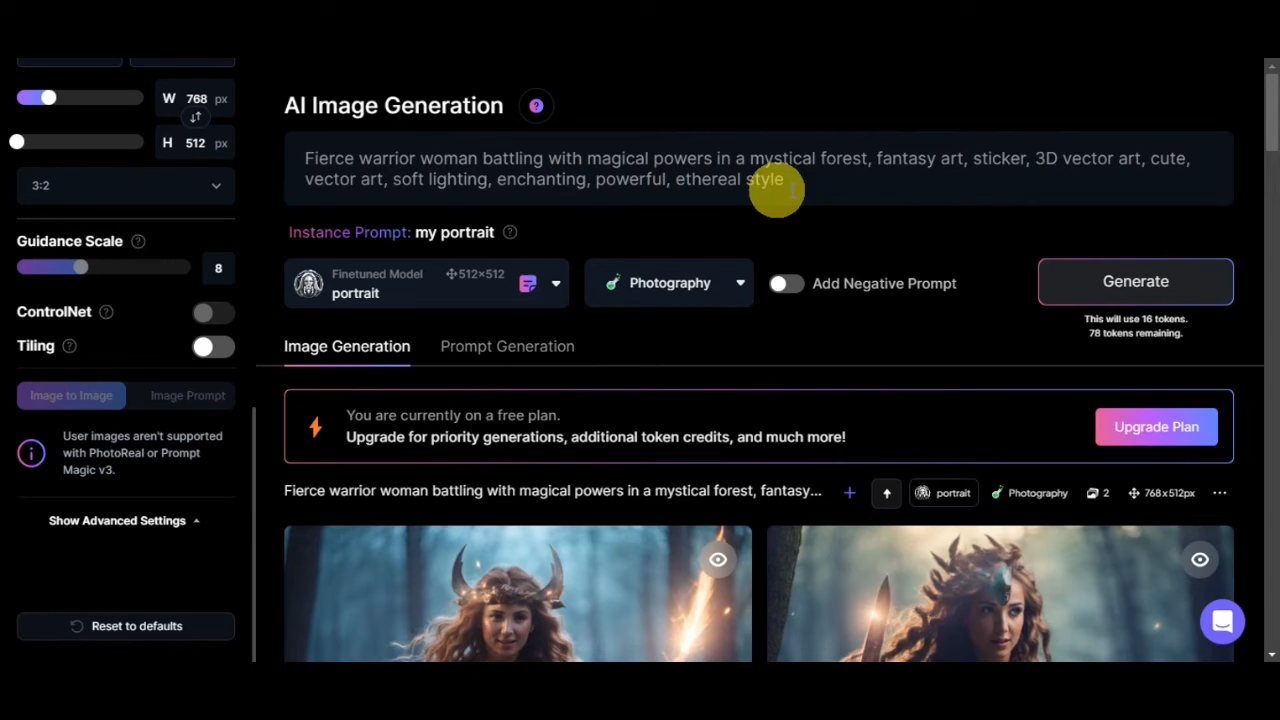 W 768 px
H 512 px
3:2
Guidance Scale
8
ControlNet
Tiling
Image to Image
Image Prompt
User images aren't supported
with PhotoReal or Prompt
Magic v3.
Show Advanced Settings
Reset to defaults
AI Image Generation
Fierce warrior woman battling with magical powers in a mystical forest, fantasy art, sticker, 3D vector art, cute,
vector art, soft lighting, enchanting, powerful, ethereal style
Instance Prompt: my portrait
Finetuned Model
512×512
portrait
Photography
Add Negative Prompt
Generate
This will use 16 tokens.
78 tokens remaining.
Image Generation
Prompt Generation
You are currently on a free plan.
Upgrade for priority generations, additional token credits, and much more!
Upgrade Plan
Fierce warrior woman battling with magical powers in a mystical forest, fantasy...
portrait
Photography
2
768x512px